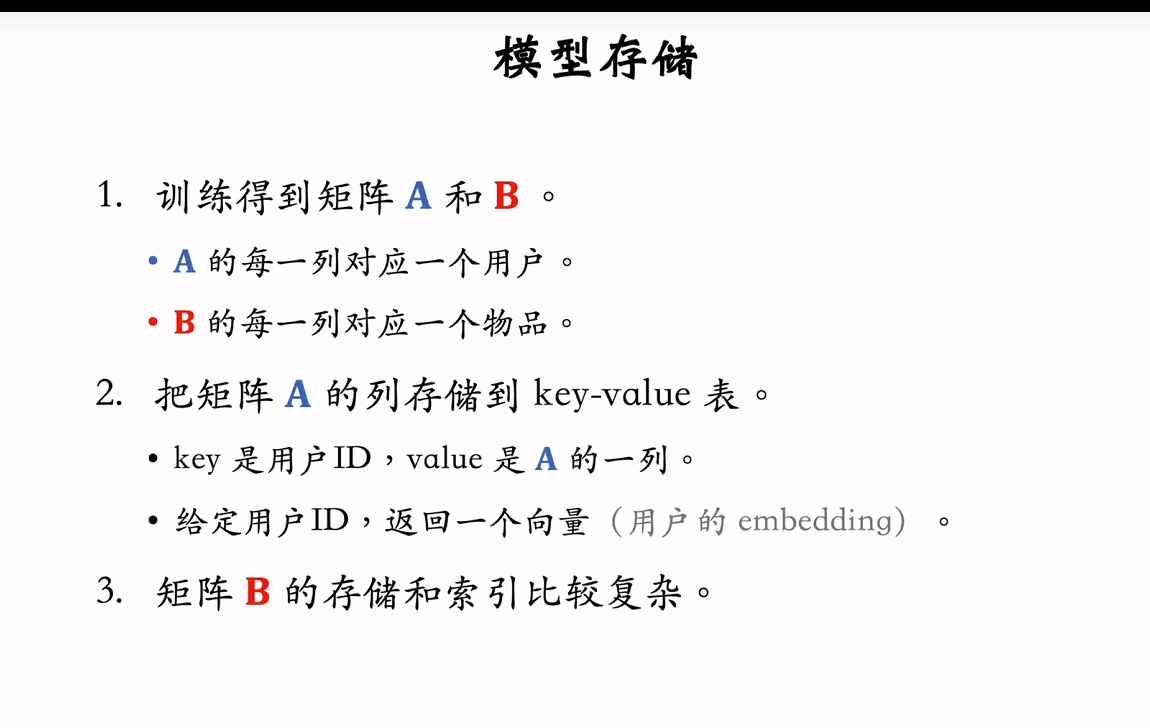 模型存储
1. 训练得到矩阵 A 和 B 。
• A 的每一列对应一个用户 。
• B 的每一列对应一个物品 。
2. 把矩阵 A 的列存储到 key-value 表 。
• key 是用户ID，value 是 A 的一列 。
• 给定用户ID，返回一个向量（用户的 embedding） 。
3. 矩阵 B 的存储和索引比较复杂 。